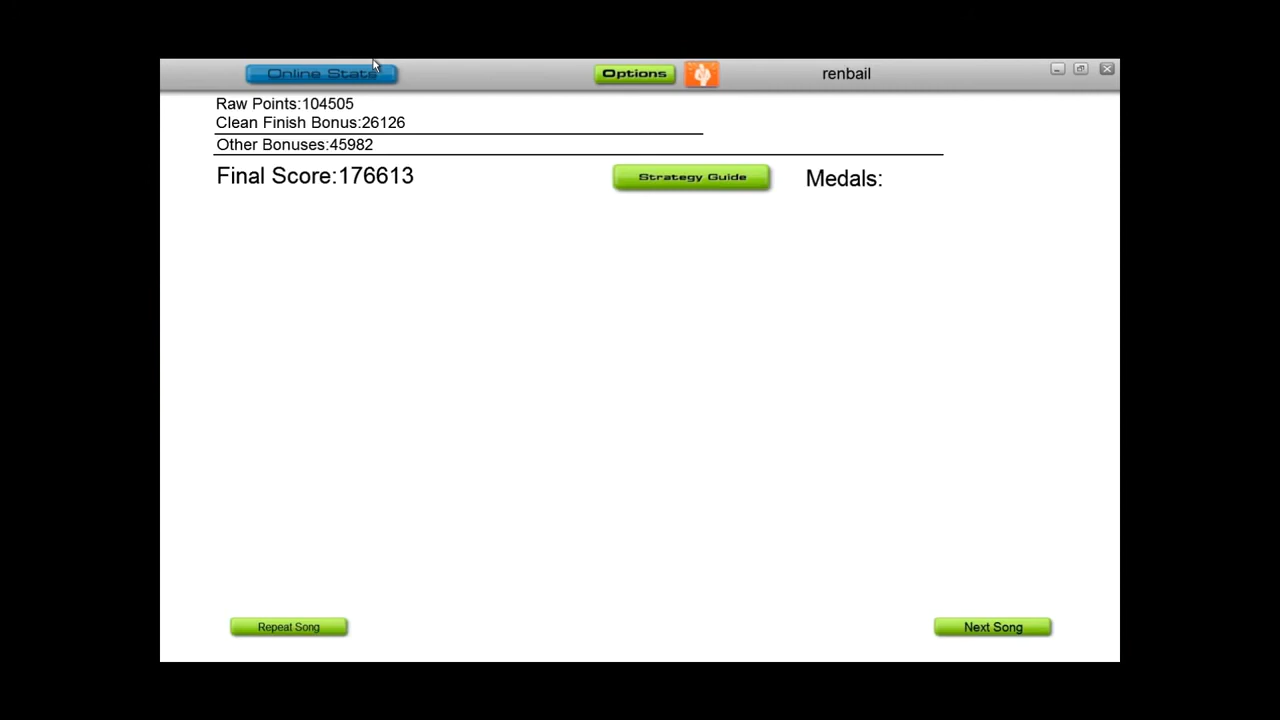 Online Stats
Options
renbail
Raw Points:104505
Clean Finish Bonus:26126
Other Bonuses:45982
Final Score:176613
Strategy Guide
Medals:
Repeat Song
Next Song